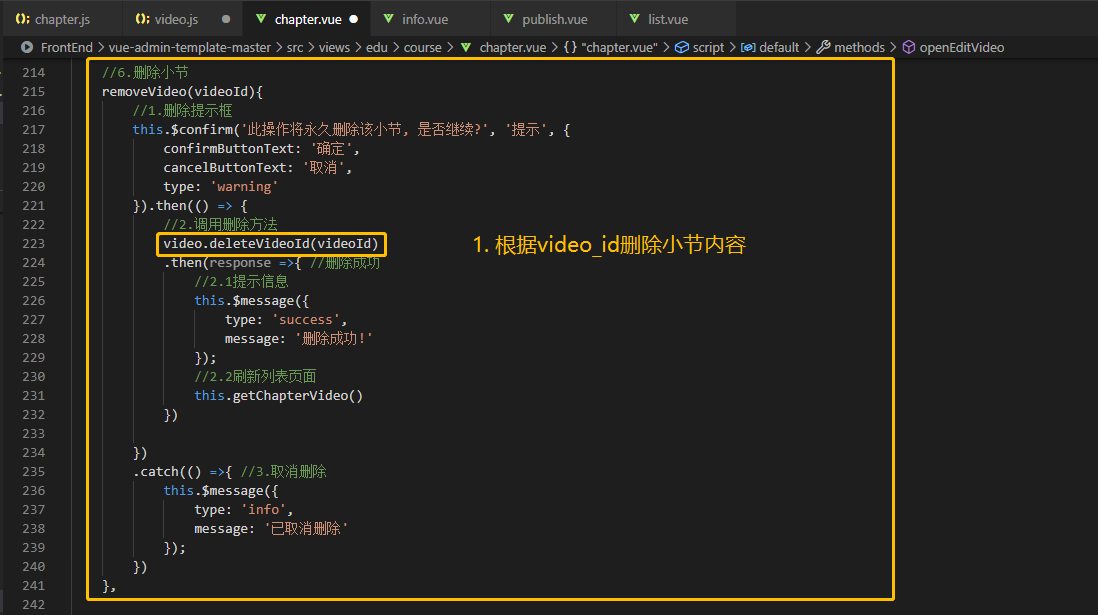 chapter.js video.js chapter.vue info.vue publish.vue list.vue
FrontEnd > vue-admin-template-master > src > views > edu > course > chapter.vue > {} "chapter.vue" > script > default > methods > openEditVideo
214 //6.删除小节
215 removeVideo(videoId){
216 //1.删除提示框
217 this.$confirm('此操作将永久删除该小节, 是否继续?', '提示', {
218 confirmButtonText: '确定',
219 cancelButtonText: '取消',
220 type: 'warning'
221 }).then(() => {
222 //2.调用删除方法
223 video.deleteVideoId(videoId) 1. 根据video_id删除小节内容
224 .then(response =>{ //删除成功
225 //2.1提示信息
226 this.$message({
227 type: 'success',
228 message: '删除成功!'
229 });
230 //2.2刷新列表页面
231 this.getChapterVideo()
232 })
233
234 })
235 .catch(() =>{ //3.取消删除
236 this.$message({
237 type: 'info',
238 message: '已取消删除'
239 });
240 })
241 },
242